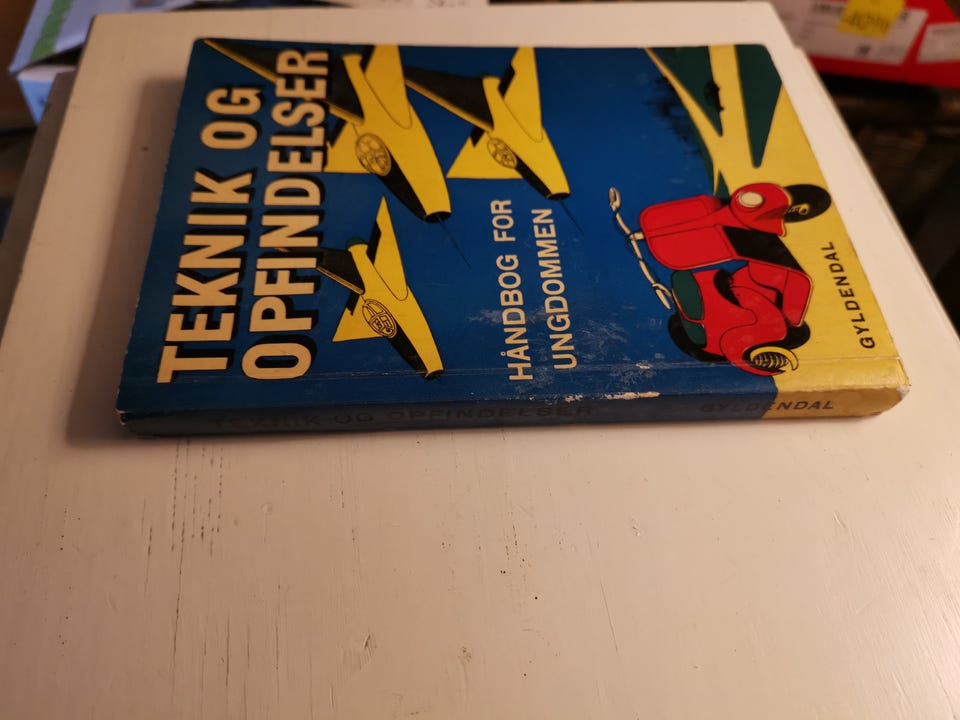 TEKNIK OG
OPFINDELSER
HÅNDBOG FOR
UNGDOMMEN
GYLDENDAL
TEKNIK OG OPFINDELSER
GYLDENDAL